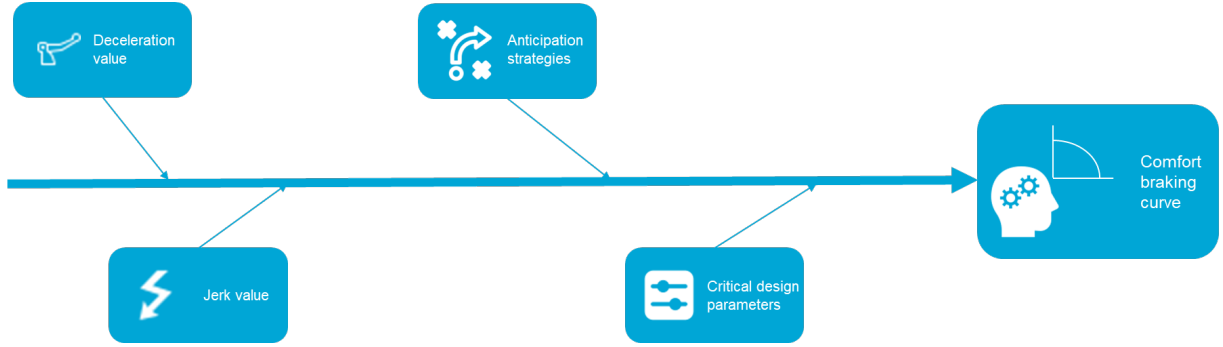 Deceleration
value
Anticipation
strategies
Comfort
braking
curve
Jerk value
Critical design
parameters